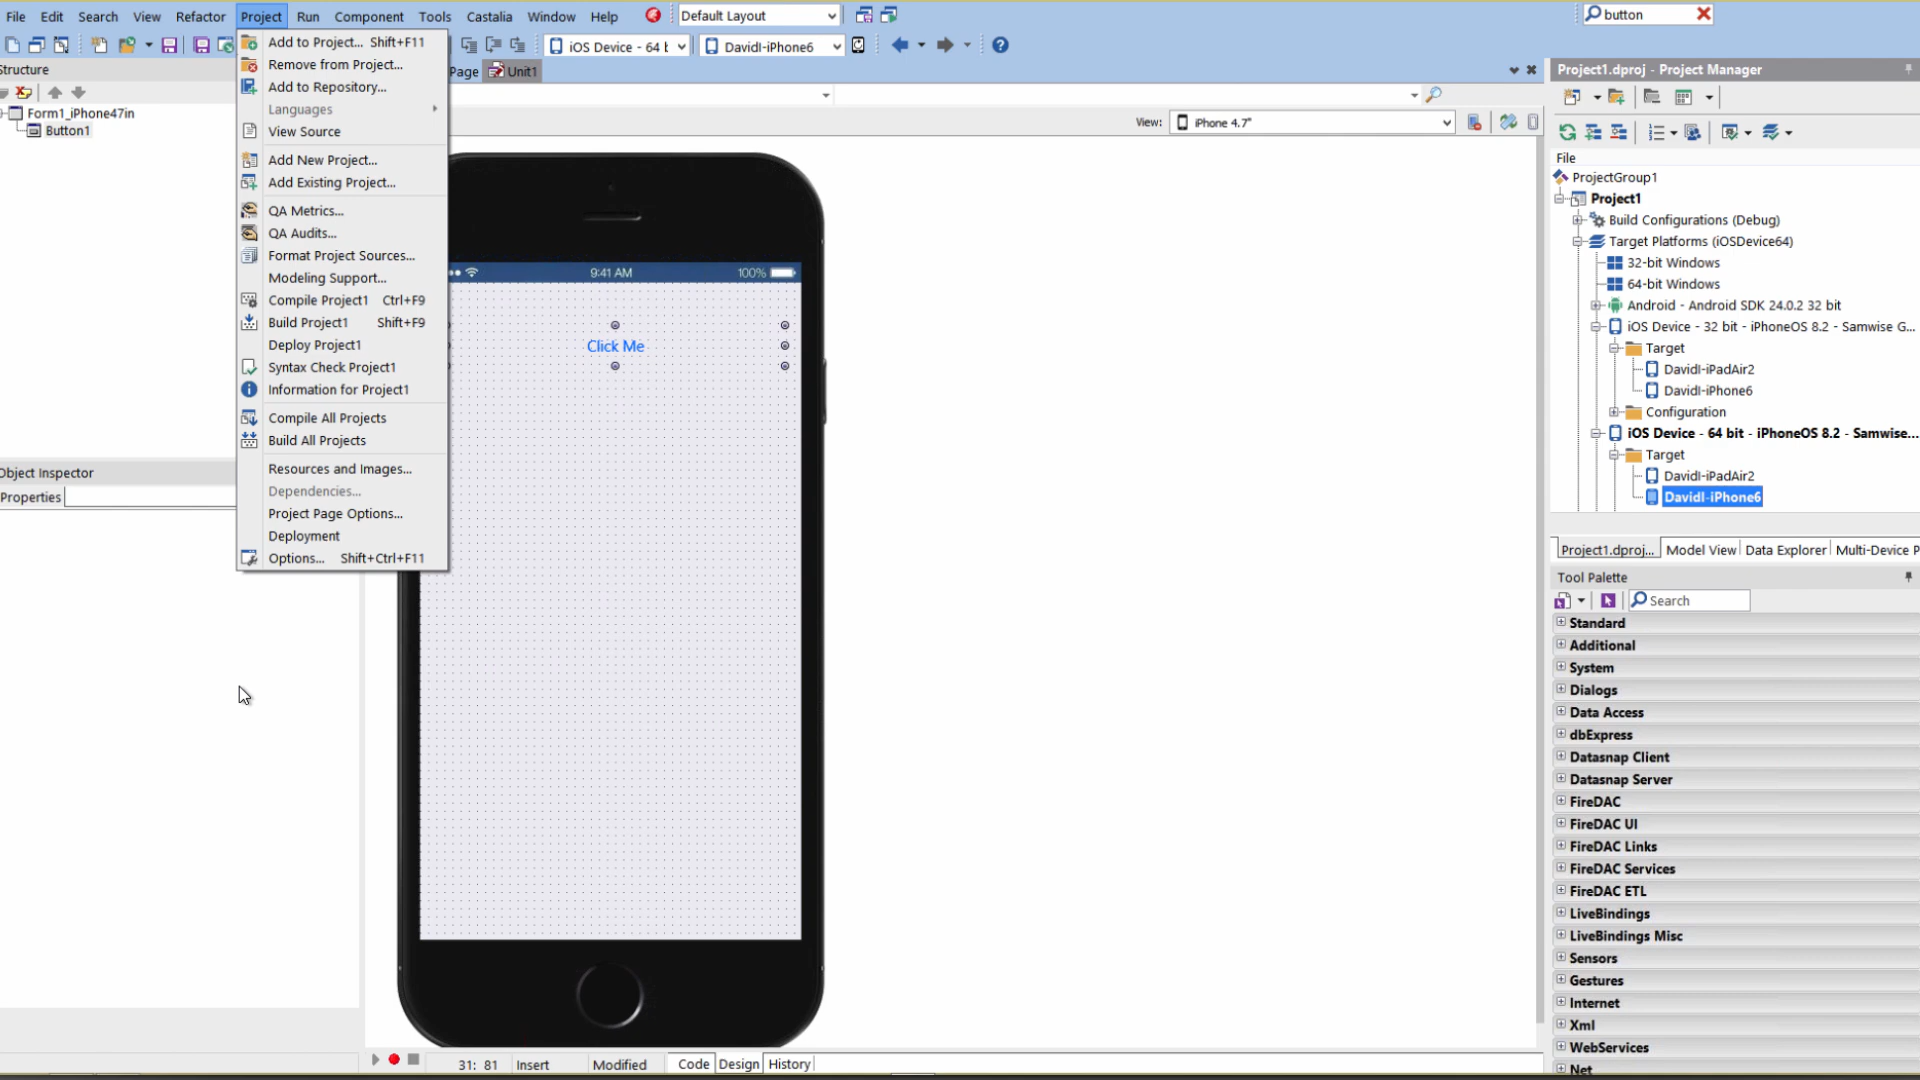 File Edit Search View Refactor Project Run Component Tools Castalia Window Help Default Layout button
iOS Device - 64 DavidI-iPhone6
Structure
Form1_iPhone47in
Button1
Object Inspector
Properties
Add to Project... Shift+F11
Remove from Project...
Add to Repository...
Languages
View Source
Add New Project...
Add Existing Project...
QA Metrics...
QA Audits...
Format Project Sources...
Modeling Support...
Compile Project1 Ctrl+F9
Build Project1 Shift+F9
Deploy Project1
Syntax Check Project1
Information for Project1
Compile All Projects
Build All Projects
Resources and Images...
Dependencies...
Project Page Options...
Deployment
Options... Shift+Ctrl+F11
Page Unit1
View: iPhone 4.7"
9:41 AM 100%
Click Me
31: 81 Insert Modified Code Design History
Project1.dproj - Project Manager
File
ProjectGroup1
Project1
Build Configurations (Debug)
Target Platforms (iOSDevice64)
32-bit Windows
64-bit Windows
Android - Android SDK 24.0.2 32 bit
iOS Device - 32 bit - iPhoneOS 8.2 - Samwise G...
Target
DavidI-iPadAir2
DavidI-iPhone6
Configuration
iOS Device - 64 bit - iPhoneOS 8.2 - Samwise...
Target
DavidI-iPadAir2
DavidI-iPhone6
Project1.dproj... Model View Data Explorer Multi-Device P
Tool Palette
Search
Standard
Additional
System
Dialogs
Data Access
dbExpress
Datasnap Client
Datasnap Server
FireDAC
FireDAC UI
FireDAC Links
FireDAC Services
FireDAC ETL
LiveBindings
LiveBindings Misc
Sensors
Gestures
Internet
Xml
WebServices
Net